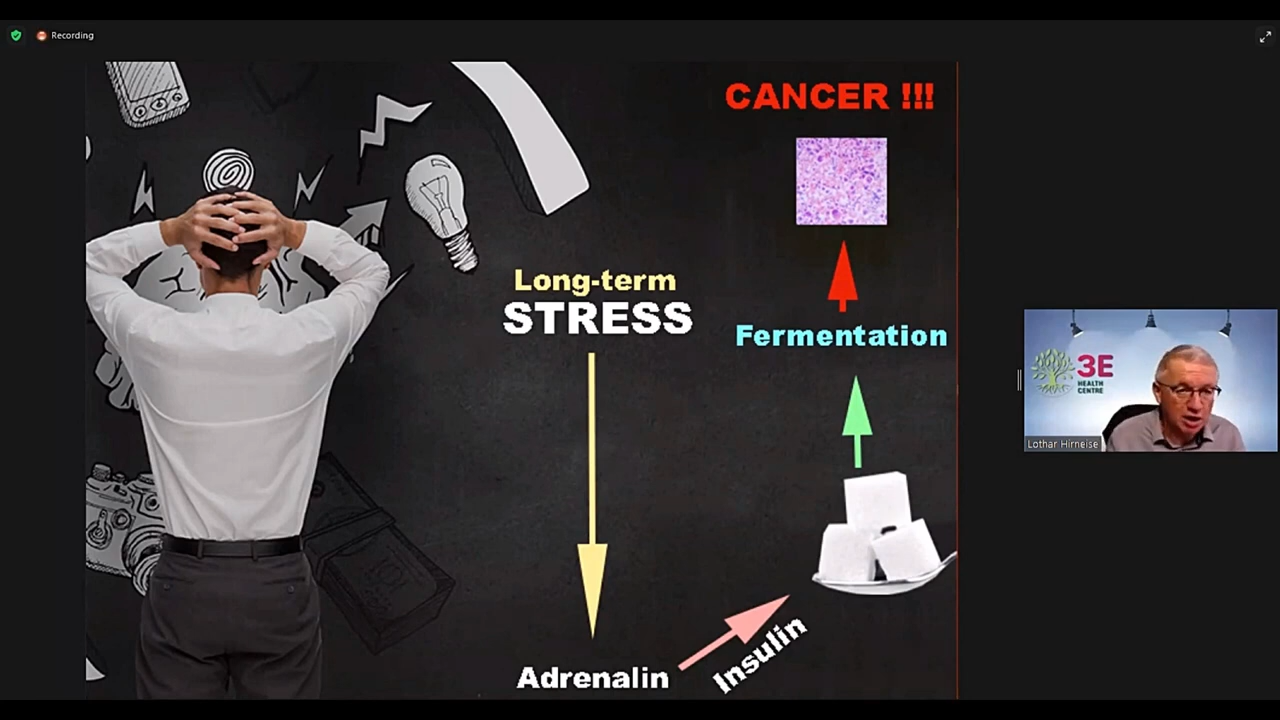 Recording
CANCER !!!
Long-term
STRESS
Fermentation
Adrenalin
Insulin
3E
HEALTH
CENTRE
Lothar Hirneise